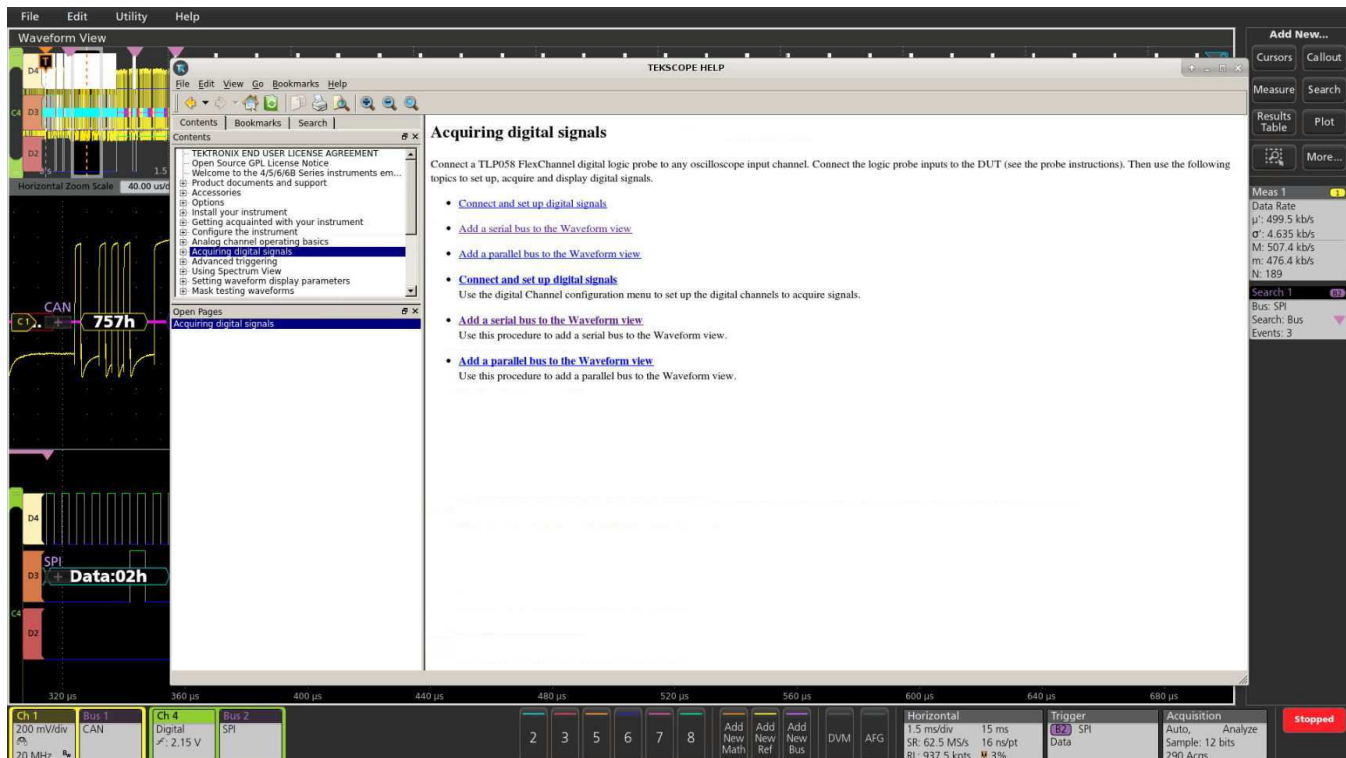 File Edit Utility Help
Waveform View
Add New...
Cursors Callout
Measure Search
Results Table Plot
More...
TEKSCOPE HELP
File Edit View Go Bookmarks Help
Contents Bookmarks Search
Contents
TEKTRONIX END USER LICENSE AGREEMENT
Open Source GPL License Notice
Welcome to the 4/5/6/6B Series instruments em...
Product documents and support
Accessories
Options
Install your instrument
Getting acquainted with your instrument
Configure the instrument
Analog channel operating basics
Acquiring digital signals
Advanced triggering
Using Spectrum View
Setting waveform display parameters
Mask testing waveforms
Open Pages
Acquiring digital signals
Acquiring digital signals
Connect a TLP058 FlexChannel digital logic probe to any oscilloscope input channel. Connect the logic probe inputs to the DUT (see the probe instructions). Then use the following
topics to set up, acquire and display digital signals.
Connect and set up digital signals
Add a serial bus to the Waveform view
Add a parallel bus to the Waveform view
Connect and set up digital signals
Use the digital Channel configuration menu to set up the digital channels to acquire signals.
Add a serial bus to the Waveform view
Use this procedure to add a serial bus to the Waveform view.
Add a parallel bus to the Waveform view
Use this procedure to add a parallel bus to the Waveform view.
T
D4
C4 D3
D2
1.5
Horizontal Zoom Scale 40.00 us/d
CAN
C1 757h
D4
SPI
D3 Data:02h
C4
D2
Meas 1 1
Data Rate
µ': 499.5 kb/s
σ': 4.635 kb/s
M: 507.4 kb/s
m: 476.4 kb/s
N: 189
Search 1 B2
Bus: SPI
Search: Bus
Events: 3
320 µs 360 µs 400 µs 440 µs 480 µs 520 µs 560 µs 600 µs 640 µs 680 µs
Ch 1
200 mV/div
20 MHz
Bus 1
CAN
Ch 4
Digital
2.15 V
Bus 2
SPI
2 3 5 6 7 8
Add New Math
Add New Ref
Add New Bus
DVM AFG
Horizontal
1.5 ms/div 15 ms
SR: 62.5 MS/s 16 ns/pt
RL: 937.5 kpts 3%
Trigger
B2 SPI
Data
Acquisition
Auto, Analyze
Sample: 12 bits
290 Acqs
Stopped